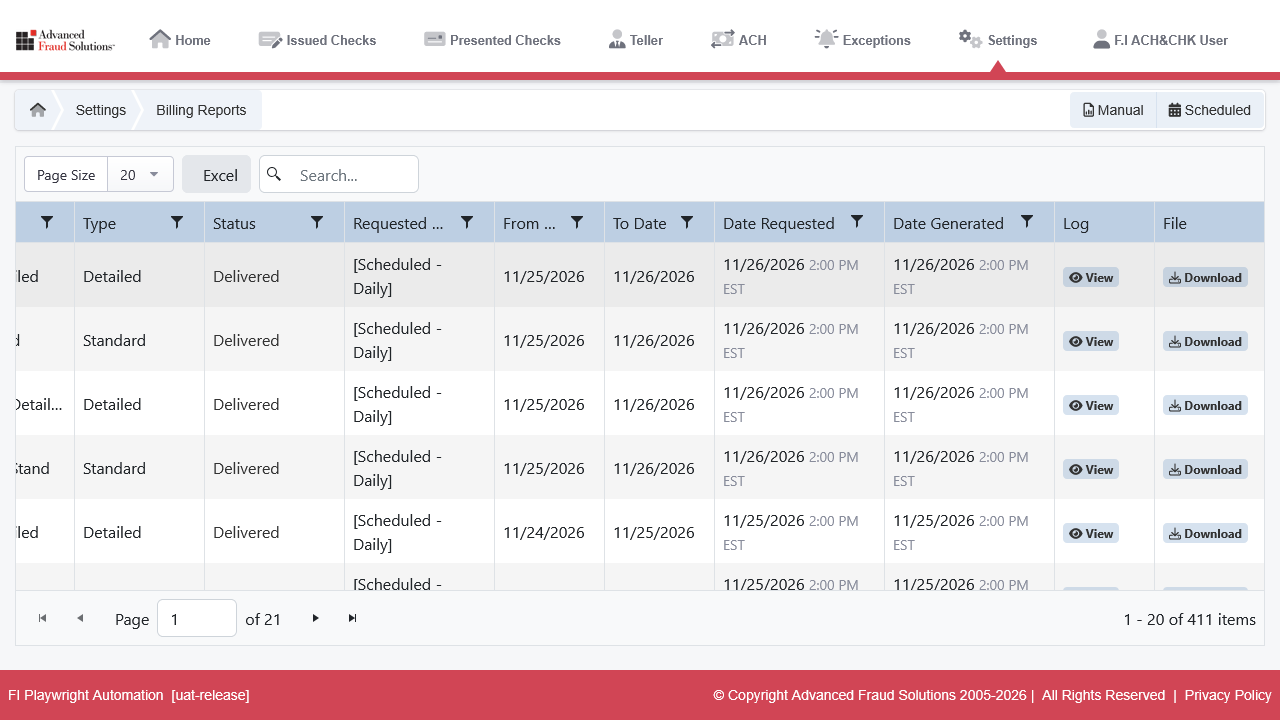 Advanced
Fraud Solutions
Home
Issued Checks
Presented Checks
Teller
ACH
Exceptions
Settings
F.I ACH&CHK User
Settings
Billing Reports
Manual
Scheduled
Page Size
20
Excel
Search...
Type
Status
Requested ...
From ...
To Date
Date Requested
Date Generated
Log
File
Detailed
Delivered
[Scheduled -
Daily]
11/25/2026
11/26/2026
11/26/2026 2:00 PM
EST
11/26/2026 2:00 PM
EST
View
Download
Standard
Delivered
[Scheduled -
Daily]
11/25/2026
11/26/2026
11/26/2026 2:00 PM
EST
11/26/2026 2:00 PM
EST
View
Download
Detail...
Detailed
Delivered
[Scheduled -
Daily]
11/25/2026
11/26/2026
11/26/2026 2:00 PM
EST
11/26/2026 2:00 PM
EST
View
Download
Stand
Standard
Delivered
[Scheduled -
Daily]
11/25/2026
11/26/2026
11/26/2026 2:00 PM
EST
11/26/2026 2:00 PM
EST
View
Download
Detailed
Delivered
[Scheduled -
Daily]
11/24/2026
11/25/2026
11/25/2026 2:00 PM
EST
11/25/2026 2:00 PM
EST
View
Download
[Scheduled -
11/25/2026 2:00 PM
11/25/2026 2:00 PM
Page
1
of 21
1 - 20 of 411 items
FI Playwright Automation [uat-release]
© Copyright Advanced Fraud Solutions 2005-2026 | All Rights Reserved | Privacy Policy